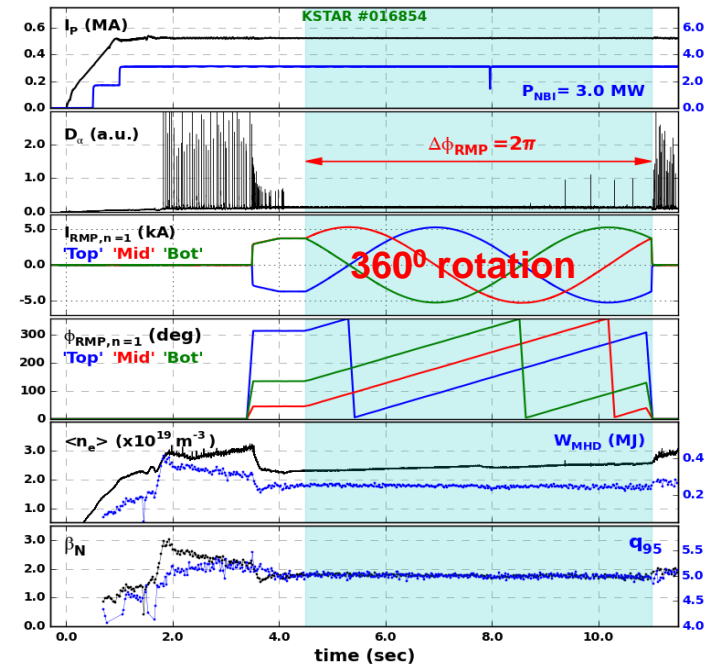 KSTAR #016854
I_P (MA)
P_NBI = 3.0 MW
0.6
0.4
0.2
0.0
6.0
4.0
2.0
0.0
D_α (a.u.)
Δϕ_RMP =2π
2.0
1.0
0.0
I_RMP,n=1 (kA)
'Top' 'Mid' 'Bot'
360⁰ rotation
5.0
0.0
-5.0
ϕ_RMP,n=1 (deg)
'Top' 'Mid' 'Bot'
300
200
100
0
<n_e> (x10^19 m^-3)
W_MHD (MJ)
3.0
2.0
1.0
0.4
0.2
β_N
q_95
3.0
2.0
1.0
0.0
5.5
5.0
4.5
4.0
0.0 2.0 4.0 6.0 8.0 10.0
time (sec)